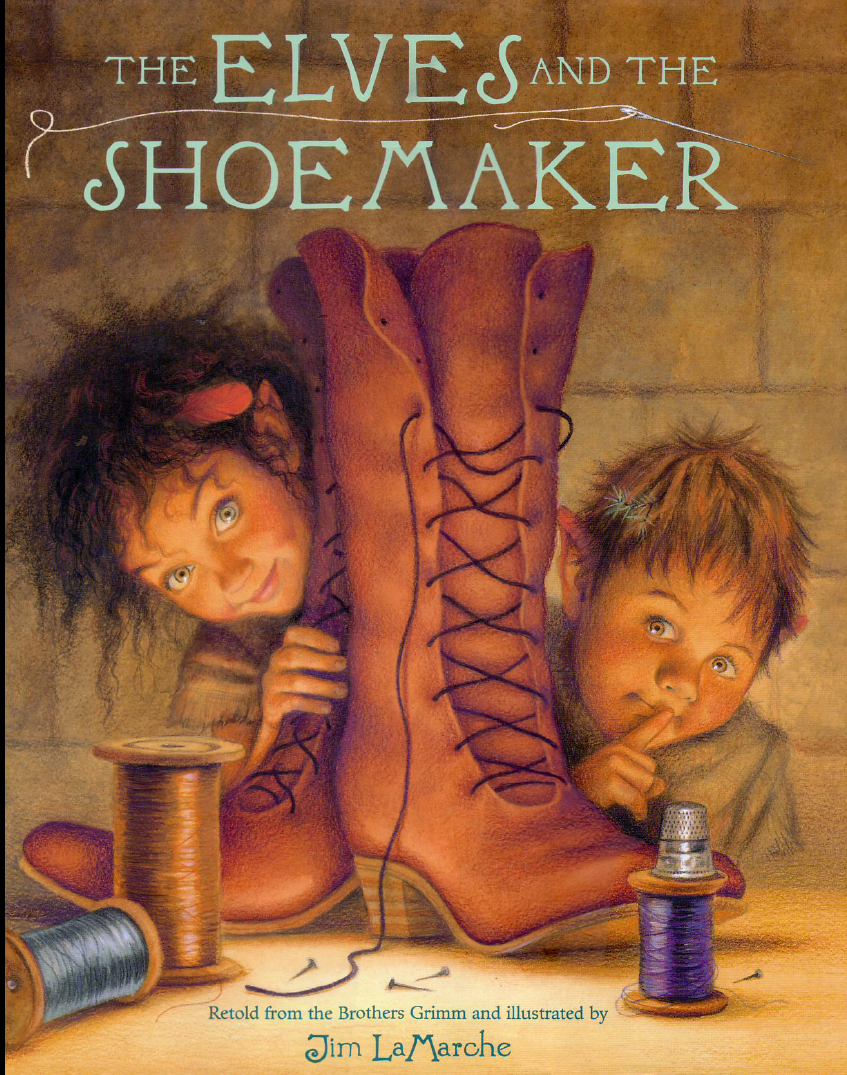 THE ELVES AND THE
SHOEMAKER
Retold from the Brothers Grimm and illustrated by
Jim LaMarche